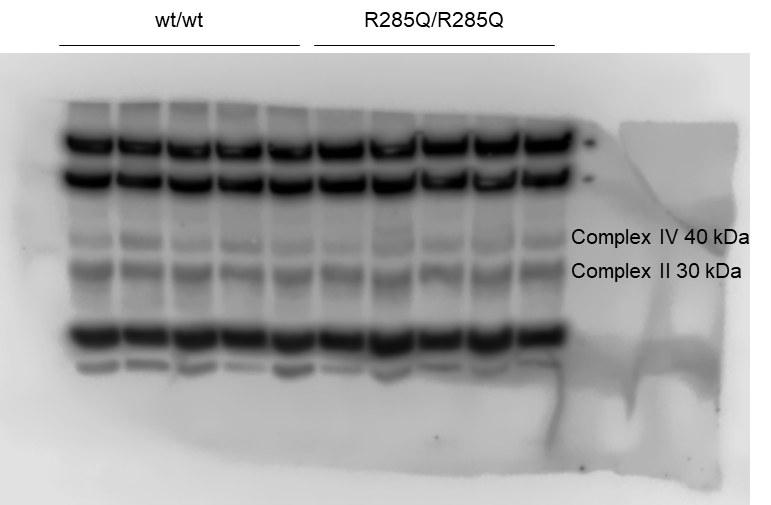 wt/wt
R285Q/R285Q
Complex IV 40 kDa
Complex II 30 kDa